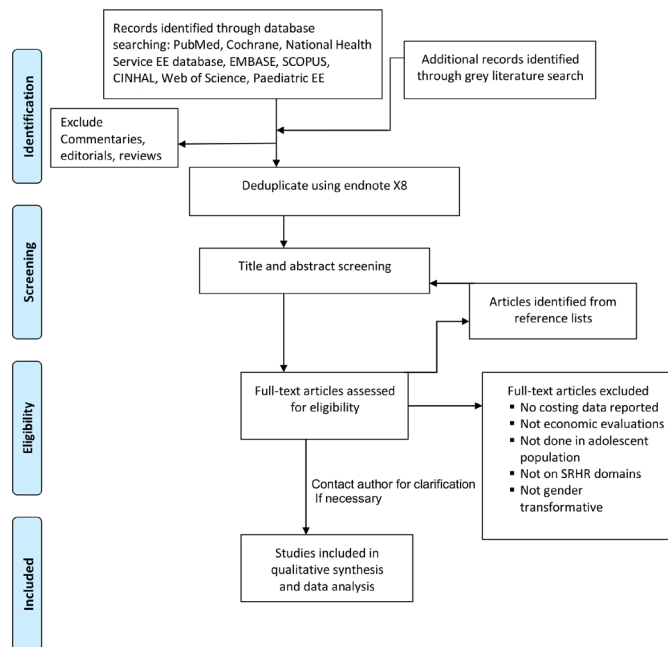 Records identified through database
searching: PubMed, Cochrane, National Health
Service EE database, EMBASE, SCOPUS,
CINHAL, Web of Science, Paediatric EE
Additional records identified
through grey literature search
Identification
Exclude
Commentaries,
editorials, reviews
Deduplicate using endnote X8
Screening
Title and abstract screening
Articles identified from
reference lists
Eligibility
Full-text articles assessed
for eligibility
Full-text articles excluded
▪ No costing data reported
▪ Not economic evaluations
▪ Not done in adolescent
population
▪ Not on SRHR domains
▪ Not gender
transformative
Contact author for clarification
If necessary
Included
Studies included in
qualitative synthesis
and data analysis